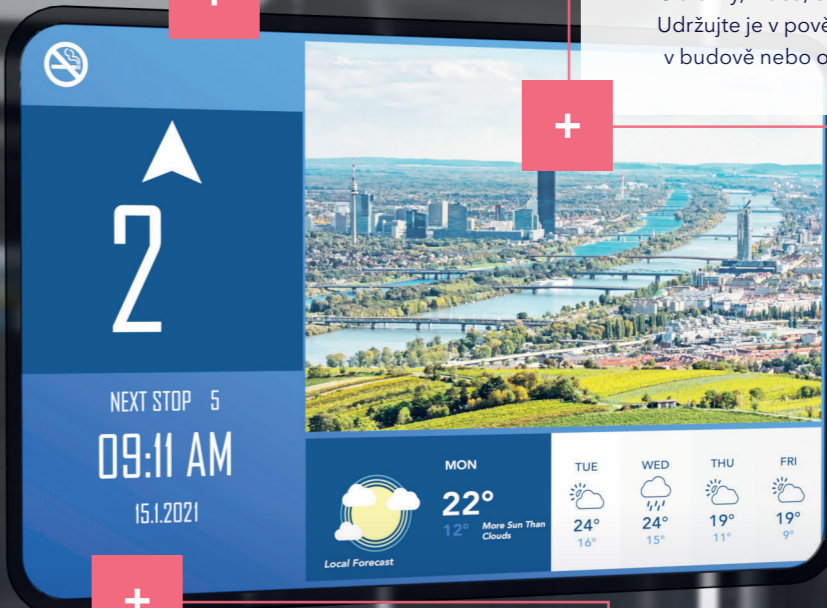 Udržujte je v
v budově nebo
2
NEXT STOP 5
09:11 AM
15.1.2021
MON
22°
12°
More Sun Than
Clouds
Local Forecast
TUE
24°
16°
WED
24°
15°
THU
19°
11°
FRI
19°
9°